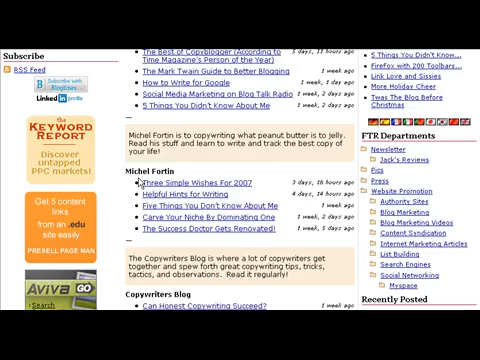 Subscribe
RSS Feed
Subscribe with Bloglines
LinkedIn profile
the KEYWORD REPORT
Discover
untapped
PPC markets!
Get 5
content
links
from an .edu
site easily
PRESELL PAGE MAN
AVIVA GO
Search
The Best of Copyblogger (According to
Time Magazine's Person of the Year) 5 days, 11 hours ago
The Mark Twain Guide to Better Blogging 1 week ago
How to Write for Google 1 week, 1 day ago
Social Media Marketing on Blog Talk Radio 1 week, 2 days ago
5 Things You Didn't Know About Me 1 week, 2 days ago
Michel Fortin is to copywriting what peanut butter is to jelly.
Read his stuff and learn to write and track the best copy of
your life!
Michel Fortin
Three Simple Wishes For 2007 3 days, 16 hours ago
Helpful Hints for Writing 4 days, 14 hours ago
Five Things You Don't Know About Me 1 week ago
Carve Your Niche By Dominating One 1 week, 2 days ago
The Success Doctor Gets Renovated! 1 week, 5 days ago
The Copywriters Blog is where a lot of copywriters get
together and spew forth great copywriting tips, tricks,
tactics, and observations. Read it regularly!
Copywriters Blog
Can Honest Copywriting Succeed? 1 week ago
5 Things You Didn't Know...
FireFox with 200 Toolbars...
Link Love and Sissies
More Holiday Cheer
Twas The Blog Before
Christmas
FTR Departments
Newsletter
Jack's Reviews
Pics
Press
Website Promotion
Authority Sites
Blog Marketing
Blog Marketing Videos
Content Syndication
Internet Marketing Articles
List Building
Search Engines
Social Networking
Myspace
Recently Posted